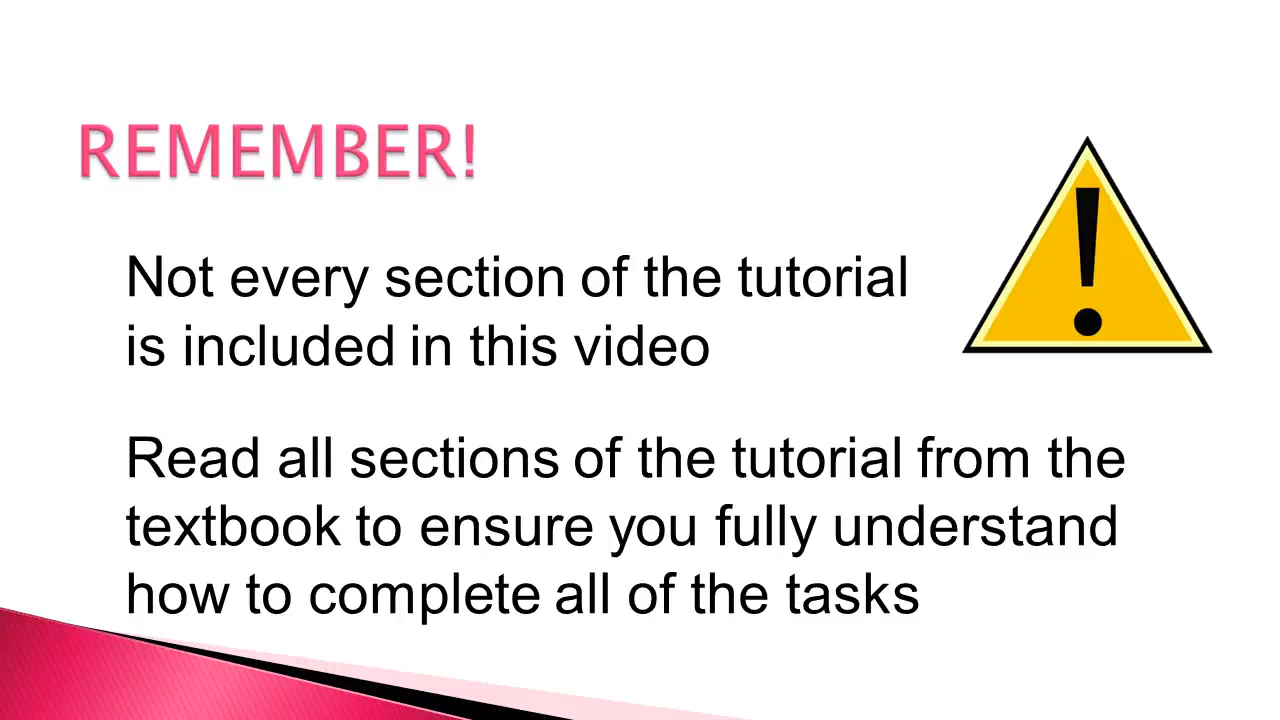 REMEMBER!
Not every section of the tutorial
is included in this video
Read all sections of the tutorial from the
textbook to ensure you fully understand
how to complete all of the tasks